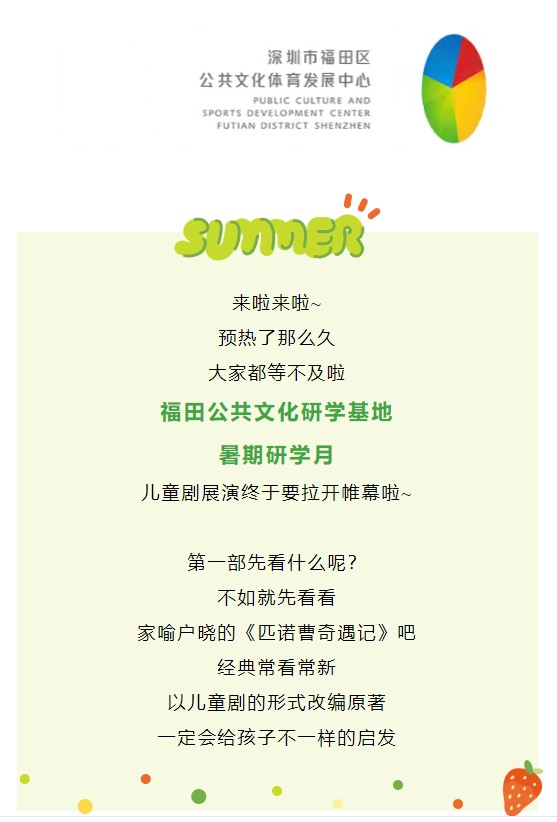 深圳市福田区
公共文化体育发展中心
PUBLIC CULTURE AND
SPORTS DEVELOPMENT CENTER
FUTIAN DISTRICT SHENZHEN
SUMMER
来啦来啦~
预热了那么久
大家都等不及啦
福田公共文化研学基地
暑期研学月
儿童剧展演终于要拉开帷幕啦~
第一部先看什么呢?
不如就先看看
家喻户晓的《匹诺曹奇遇记》吧
经典常看常新
以儿童剧的形式改编原著
一定会给孩子不一样的启发